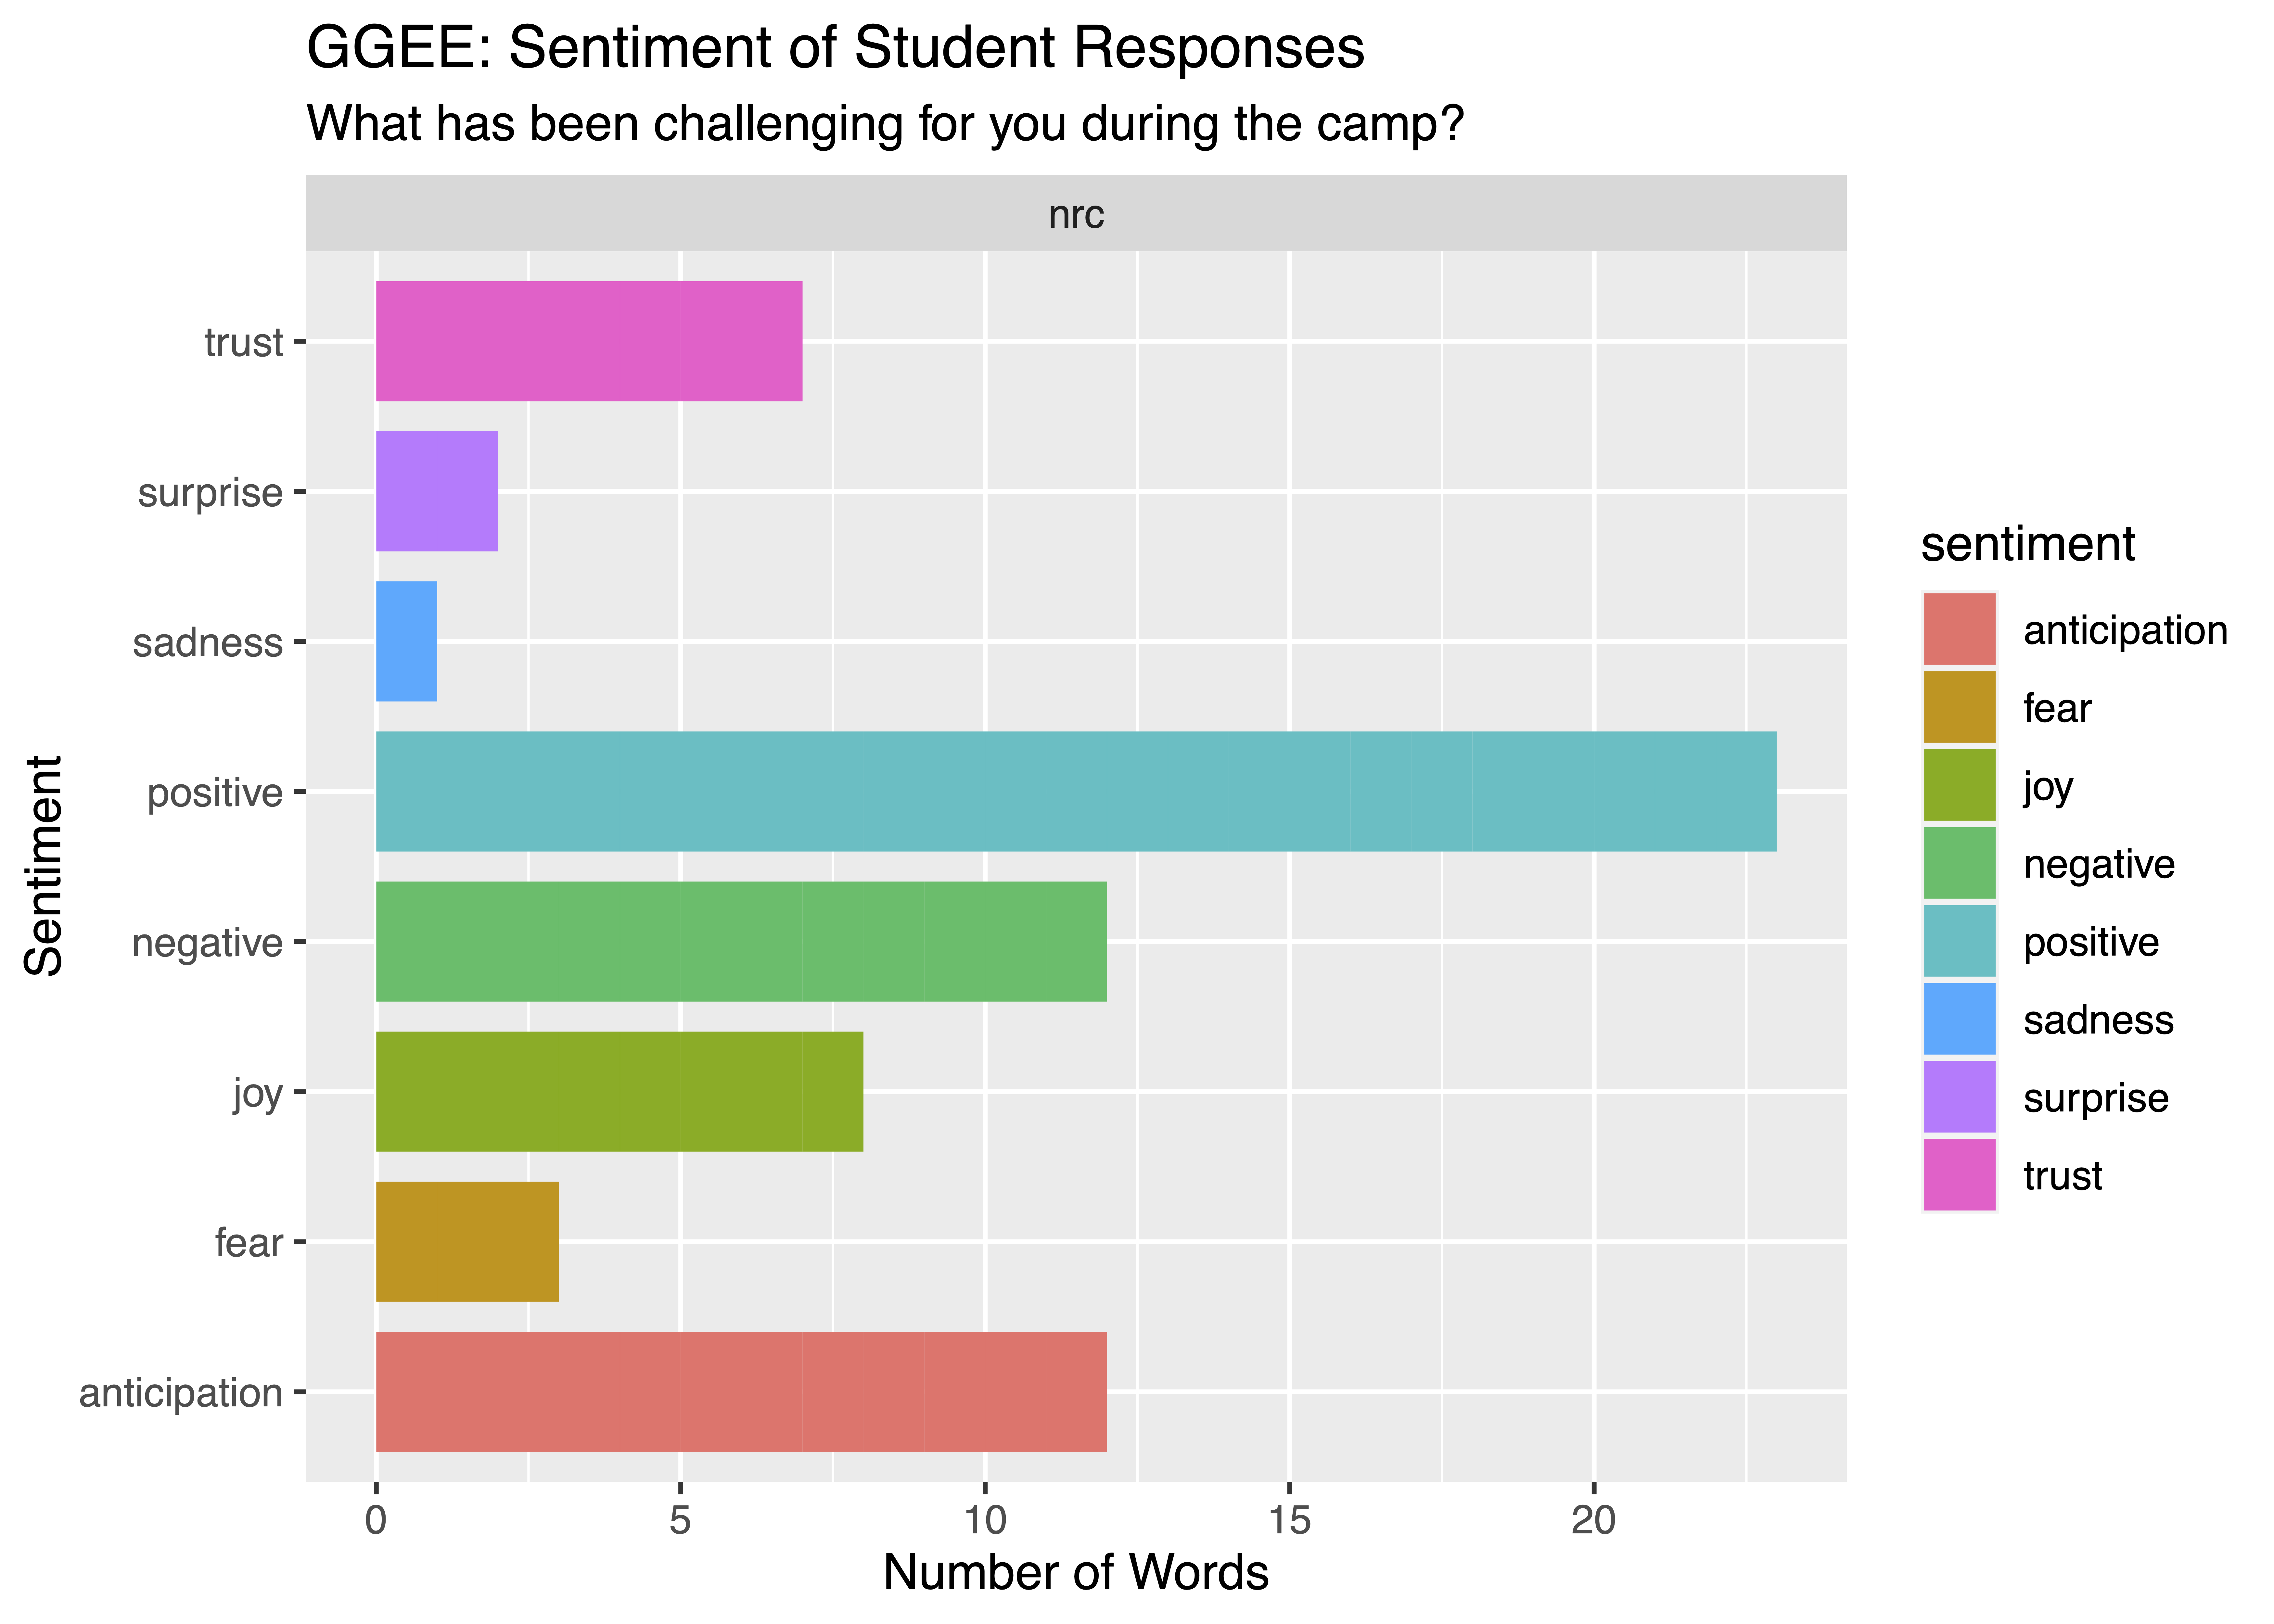 GGEE: Sentiment of Student Responses
What has been challenging for you during the camp?
nrc
trust
surprise
sadness
positive
negative
joy
fear
anticipation
Sentiment
0 5 10 15 20
Number of Words
sentiment
anticipation
fear
joy
negative
positive
sadness
surprise
trust